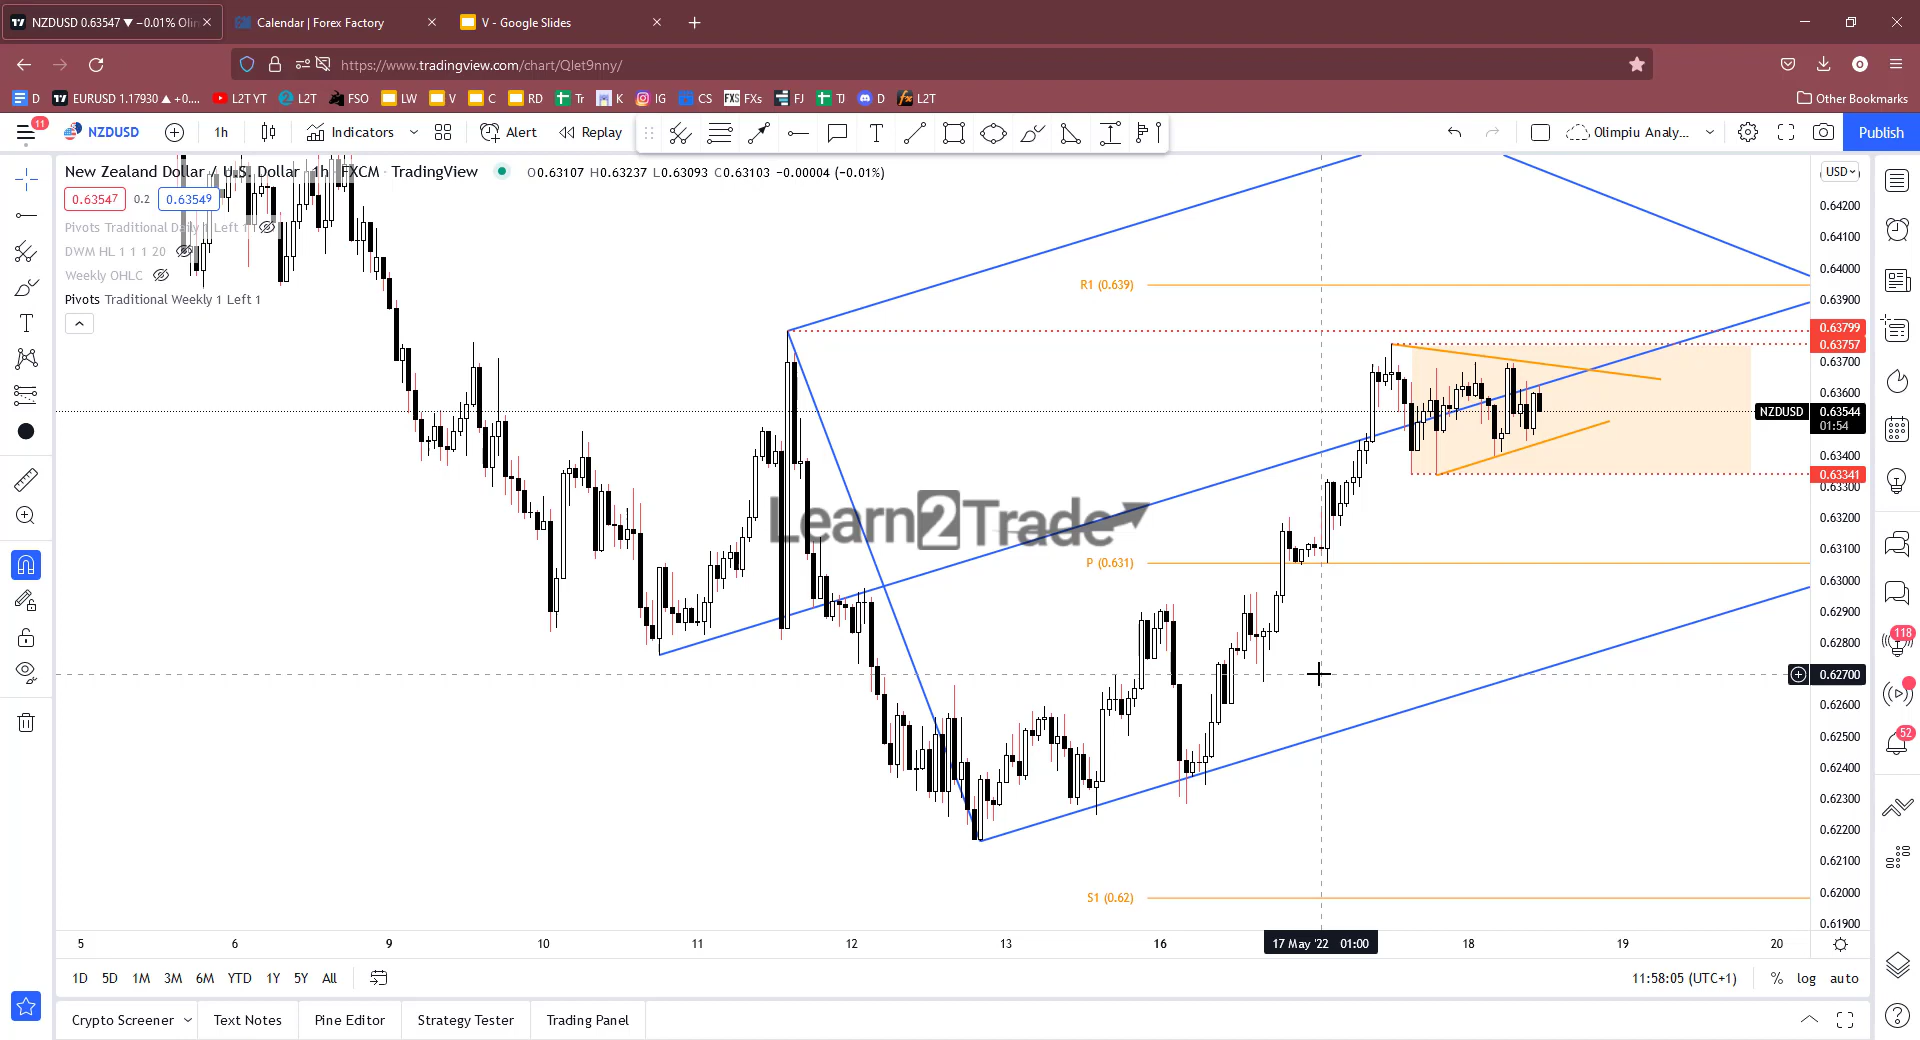 NZDUSD 0.63547 ▼ −0.01% Olim
Calendar | Forex Factory
V - Google Slides
https://www.tradingview.com/chart/Qlet9nny/
D
EURUSD 1.17930 ▲ +0....
L2T YT
L2T
FSO
LW
V
C
RD
Tr
K
IG
CS
FXS FXs
FJ
TJ
D
fx L2T
Other Bookmarks
11
NZDUSD
1h
Indicators
Alert
Replay
Olimpiu Analy...
Publish
New Zealand Dollar / U.S. Dollar · 1h · FXCM · TradingView
O0.63107 H0.63237 L0.63093 C0.63103 −0.00004 (−0.01%)
0.63547
0.2
0.63549
Pivots Traditional Daily 1 Left 1
DWM HL 1 1 1 20
Weekly OHLC
Pivots Traditional Weekly 1 Left 1
USD
0.64200
0.64100
0.64000
0.63900
0.63799
0.63757
0.63700
0.63600
NZDUSD
0.63544
01:54
0.63400
0.63341
0.63300
0.63200
0.63100
0.63000
0.62900
0.62800
0.62700
0.62600
0.62500
0.62400
0.62300
0.62200
0.62100
0.62000
0.61900
R1 (0.639)
P (0.631)
S1 (0.62)
Learn2Trade
118
52
5
6
9
10
11
12
13
16
17 May '22 01:00
18
19
20
1D
5D
1M
3M
6M
YTD
1Y
5Y
All
11:58:05 (UTC+1)
%
log
auto
Crypto Screener
Text Notes
Pine Editor
Strategy Tester
Trading Panel